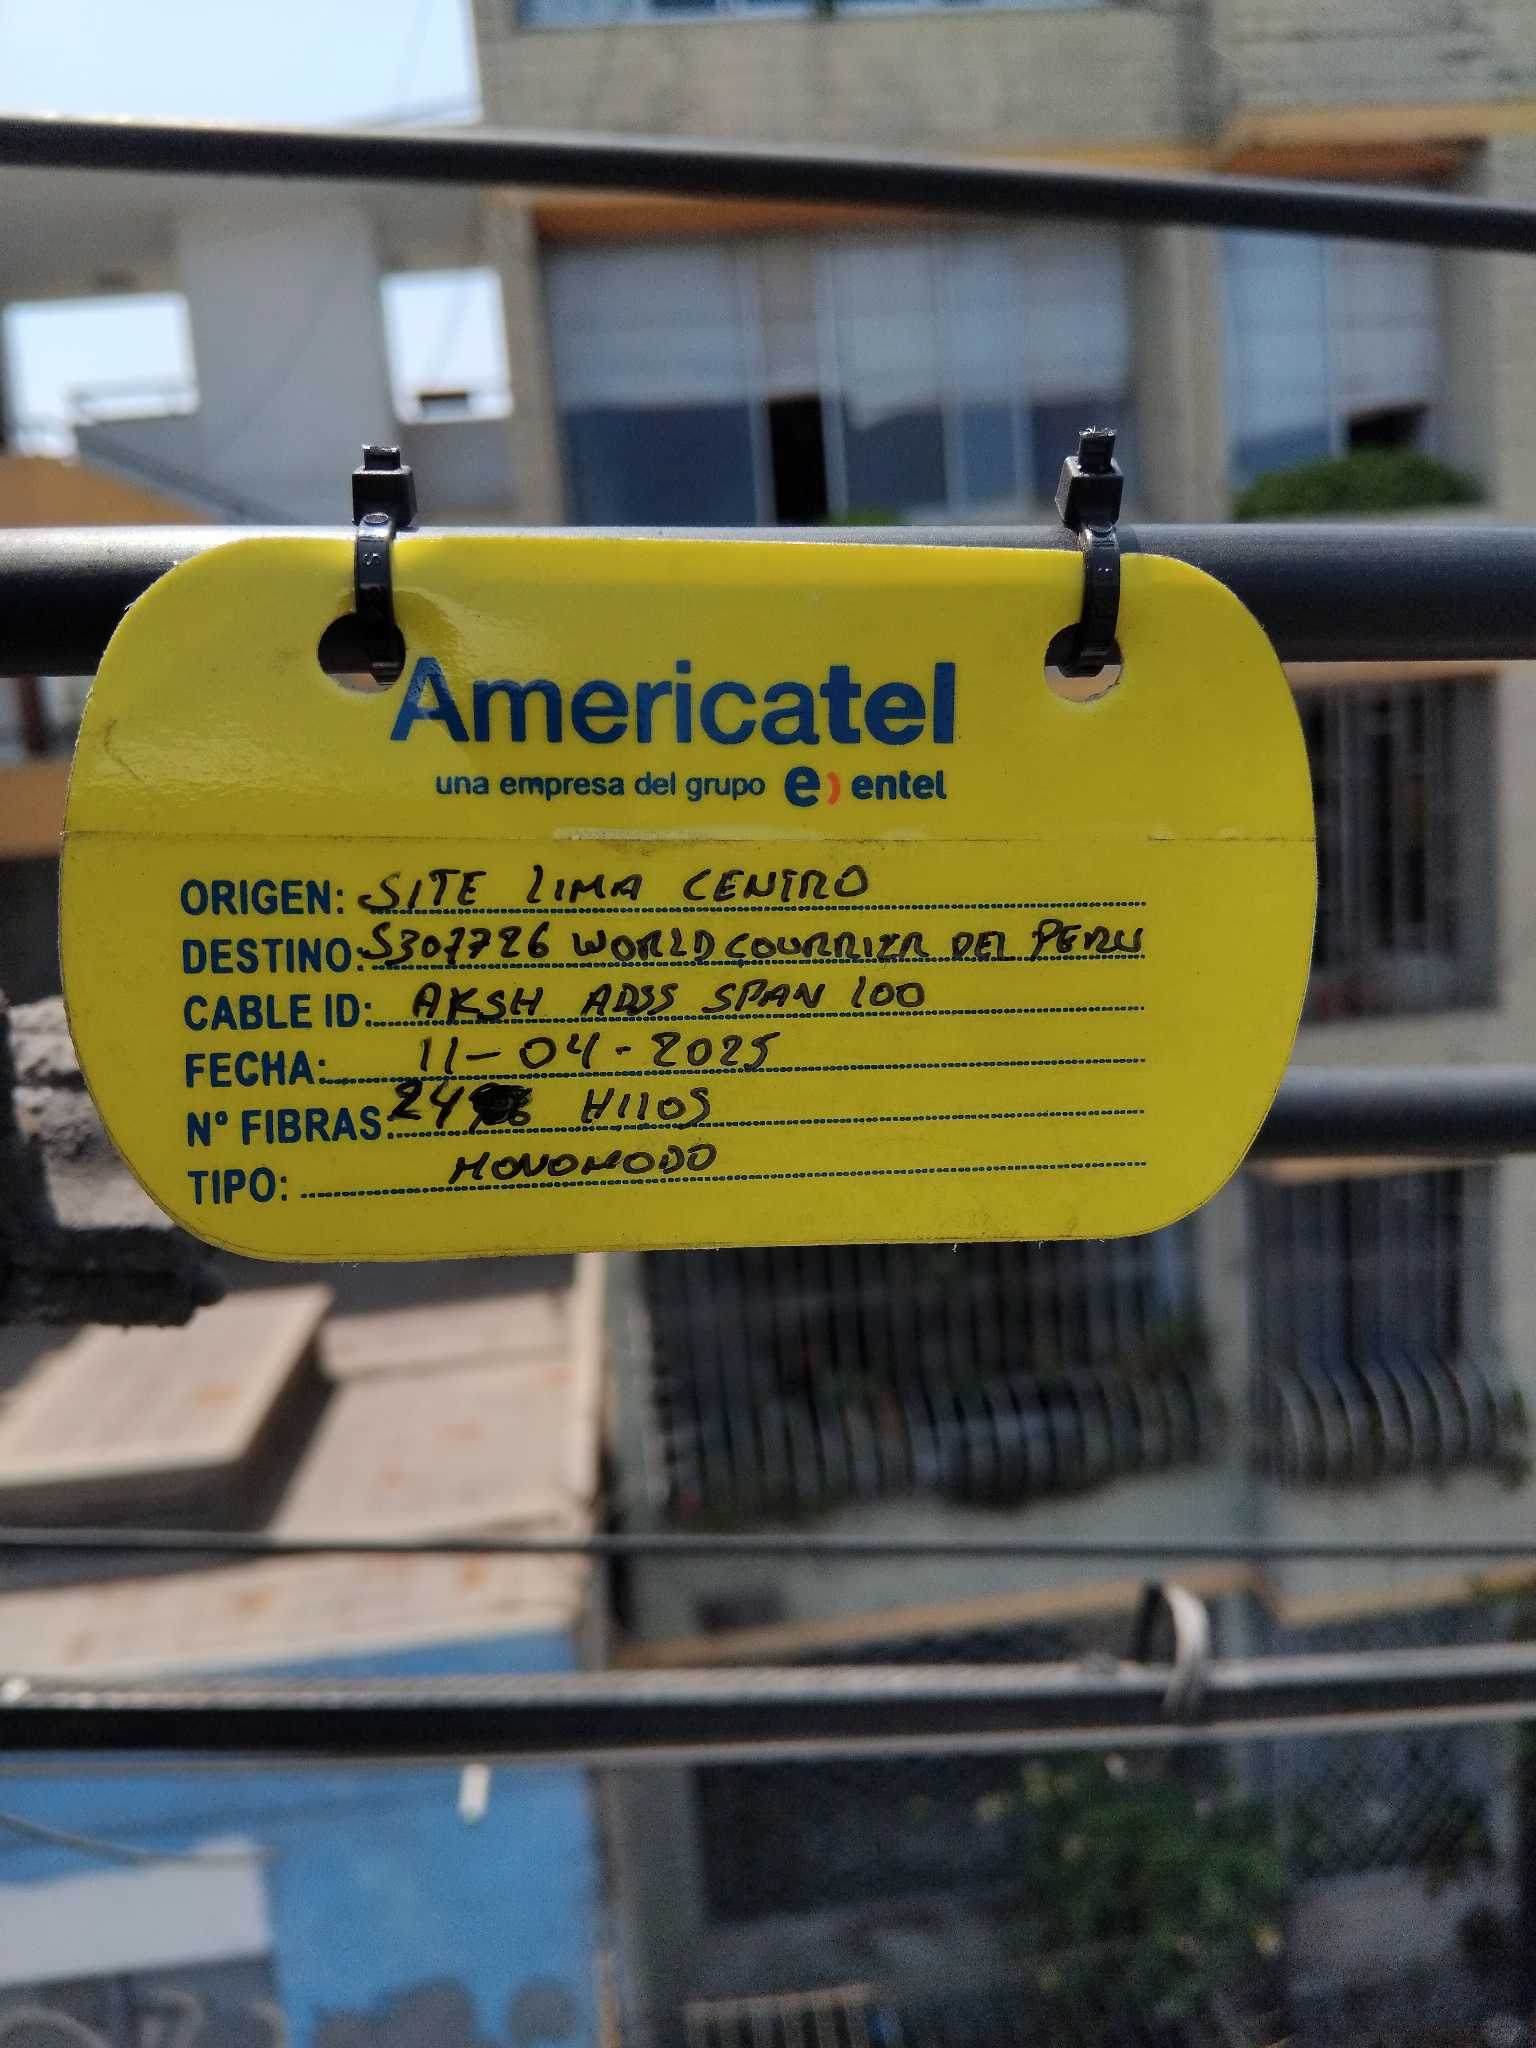 Americatel
una empresa del grupo e) entel
ORIGEN: SITE LIMA CENTRO
DESTINO: S307726 WORLD COURRIER DEL PERU
CABLE ID: AKSH ADSS SPAN 100
FECHA: 11-04-2025
N° FIBRAS 24 HILOS
TIPO: MONOMODO